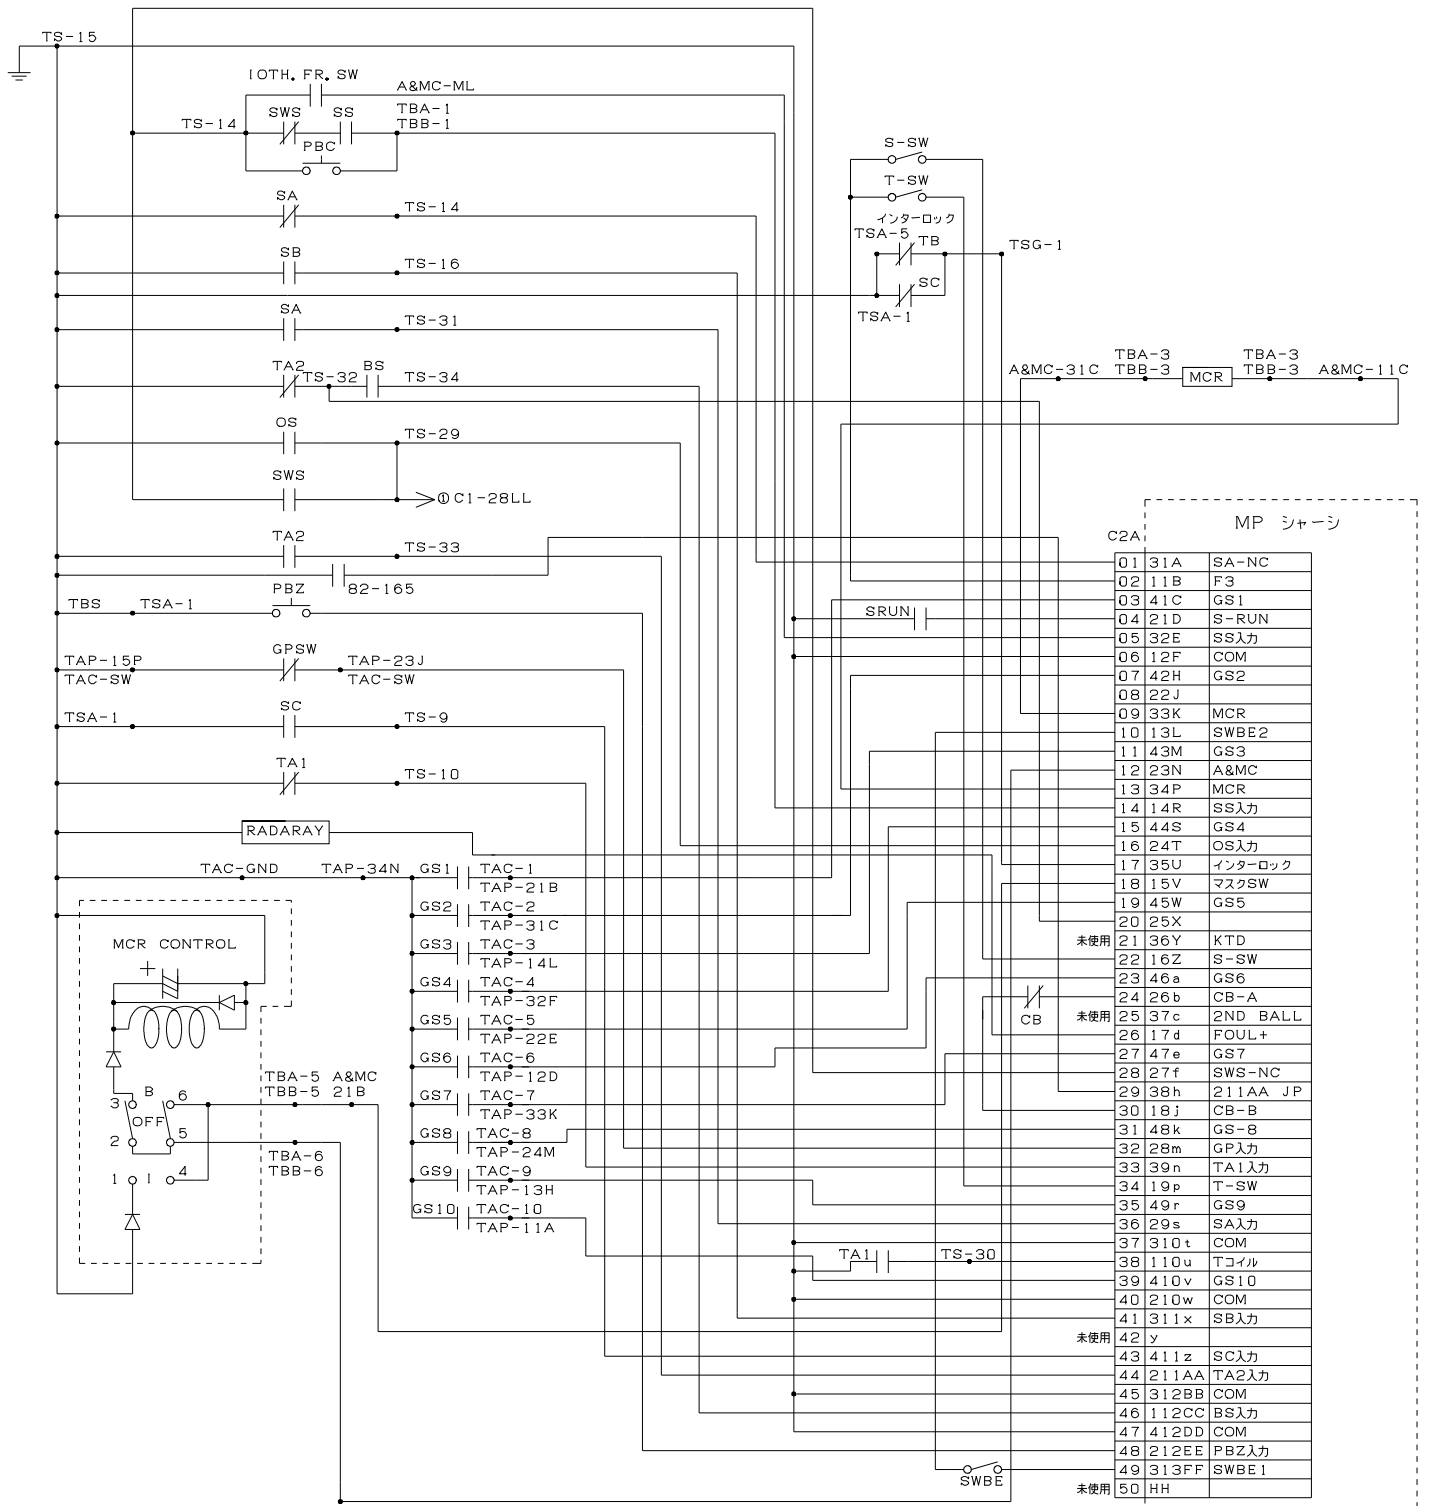 TS-15
10TH. FR. SW
A&MC-ML
SWS
SS
TBA-1
TBB-1
TS-14
PBC
S-SW
T-SW
インターロック
TSA-5
TB
TSG-1
SC
TSA-1
SA
TS-14
SB
TS-16
SA
TS-31
TA2
TS-32
BS
TS-34
OS
TS-29
SWS
① C1-28LL
TBA-3
TBB-3
A&MC-31C
MCR
TBA-3
TBB-3
A&MC-11C
TA2
TS-33
82-165
TBS
TSA-1
PBZ
TAP-15P
TAC-SW
GPSW
TAP-23J
TAC-SW
TSA-1
SC
TS-9
TA1
TS-10
RADARAY
TAC-GND
TAP-34N
GS1
TAC-1
TAP-21B
GS2
TAC-2
TAP-31C
GS3
TAC-3
TAP-14L
GS4
TAC-4
TAP-32F
GS5
TAC-5
TAP-22E
GS6
TAC-6
TAP-12D
GS7
TAC-7
TAP-33K
GS8
TAC-8
TAP-24M
GS9
TAC-9
TAP-13H
GS10
TAC-10
TAP-11A
MCR CONTROL
+
B
3
6
OFF
2
5
1
I
4
TBA-5 A&MC
TBB-5 21B
TBA-6
TBB-6
SRUN
CB
TA1
TS-30
SWBE
MP シャーシ
C2A
01 31A SA-NC
02 11B F3
03 41C GS1
04 21D S-RUN
05 32E SS入力
06 12F COM
07 42H GS2
08 22J
09 33K MCR
10 13L SWBE2
11 43M GS3
12 23N A&MC
13 34P MCR
14 14R SS入力
15 44S GS4
16 24T OS入力
17 35U インターロック
18 15V マスクSW
19 45W GS5
20 25X
未使用 21 36Y KTD
22 16Z S-SW
23 46a GS6
24 26b CB-A
未使用 25 37c 2ND BALL
26 17d FOUL+
27 47e GS7
28 27f SWS-NC
29 38h 211AA JP
30 18j CB-B
31 48k GS-8
32 28m GP入力
33 39n TA1入力
34 19p T-SW
35 49r GS9
36 29s SA入力
37 310t COM
38 110u Tコイル
39 410v GS10
40 210w COM
41 311x SB入力
未使用 42 y
43 411z SC入力
44 211AA TA2入力
45 312BB COM
46 112CC BS入力
47 412DD COM
48 212EE PBZ入力
49 313FF SWBE1
未使用 50 HH